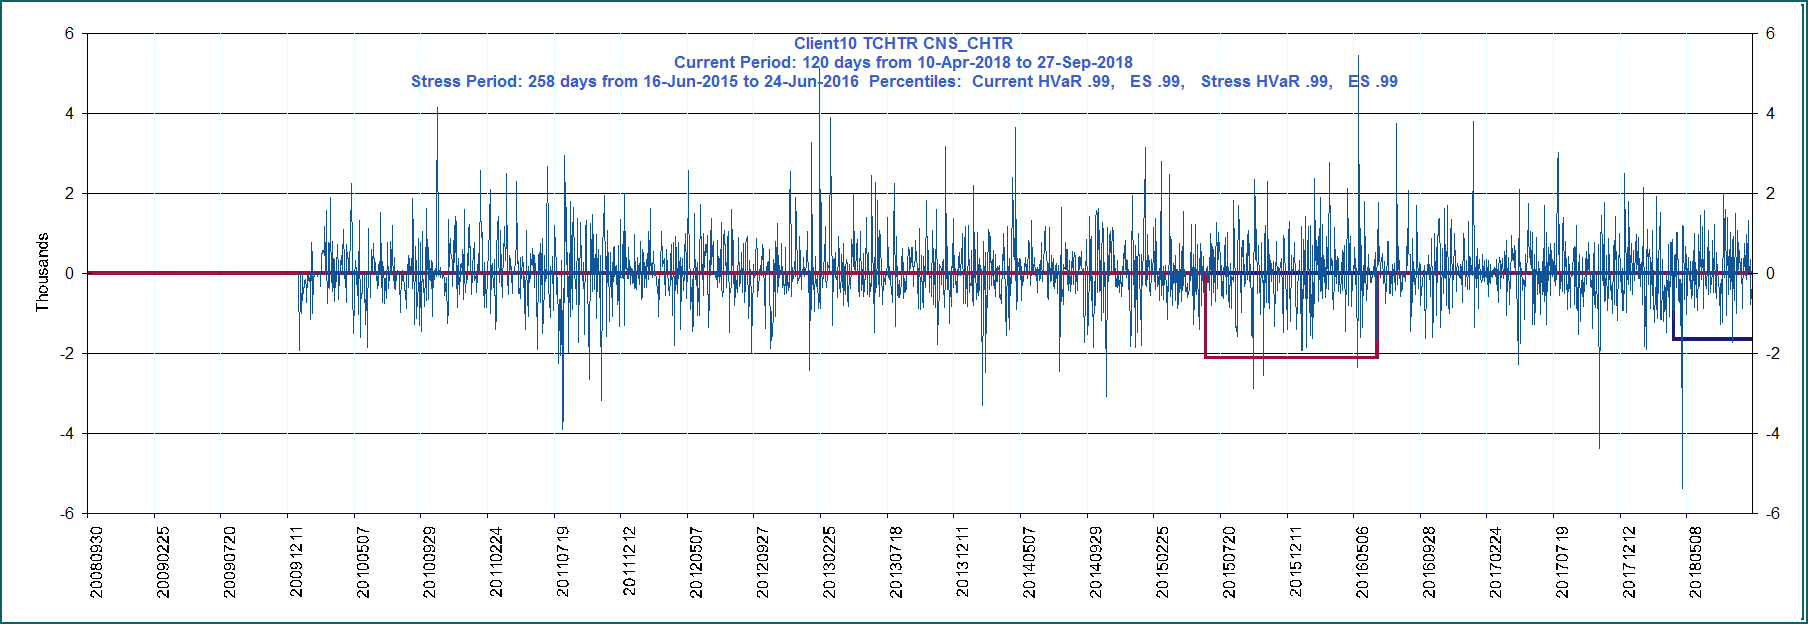 Client10 TCHTR CNS_CHTR
Current Period: 120 days from 10-Apr-2018 to 27-Sep-2018
Stress Period: 258 days from 16-Jun-2015 to 24-Jun-2016  Percentiles:  Current HVaR .99,   ES .99,   Stress HVaR .99,   ES .99
6 6
4 4
2 2
0 0
-2 -2
-4 -4
-6 -6
Thousands
20080930 20090225 20090720 20091211 20100507 20100929 20110224 20110719 20111212 20120507 20120927 20130225 20130718 20131211 20140507 20140929 20150225 20150720 20151211 20160506 20160928 20170224 20170719 20171212 20180508